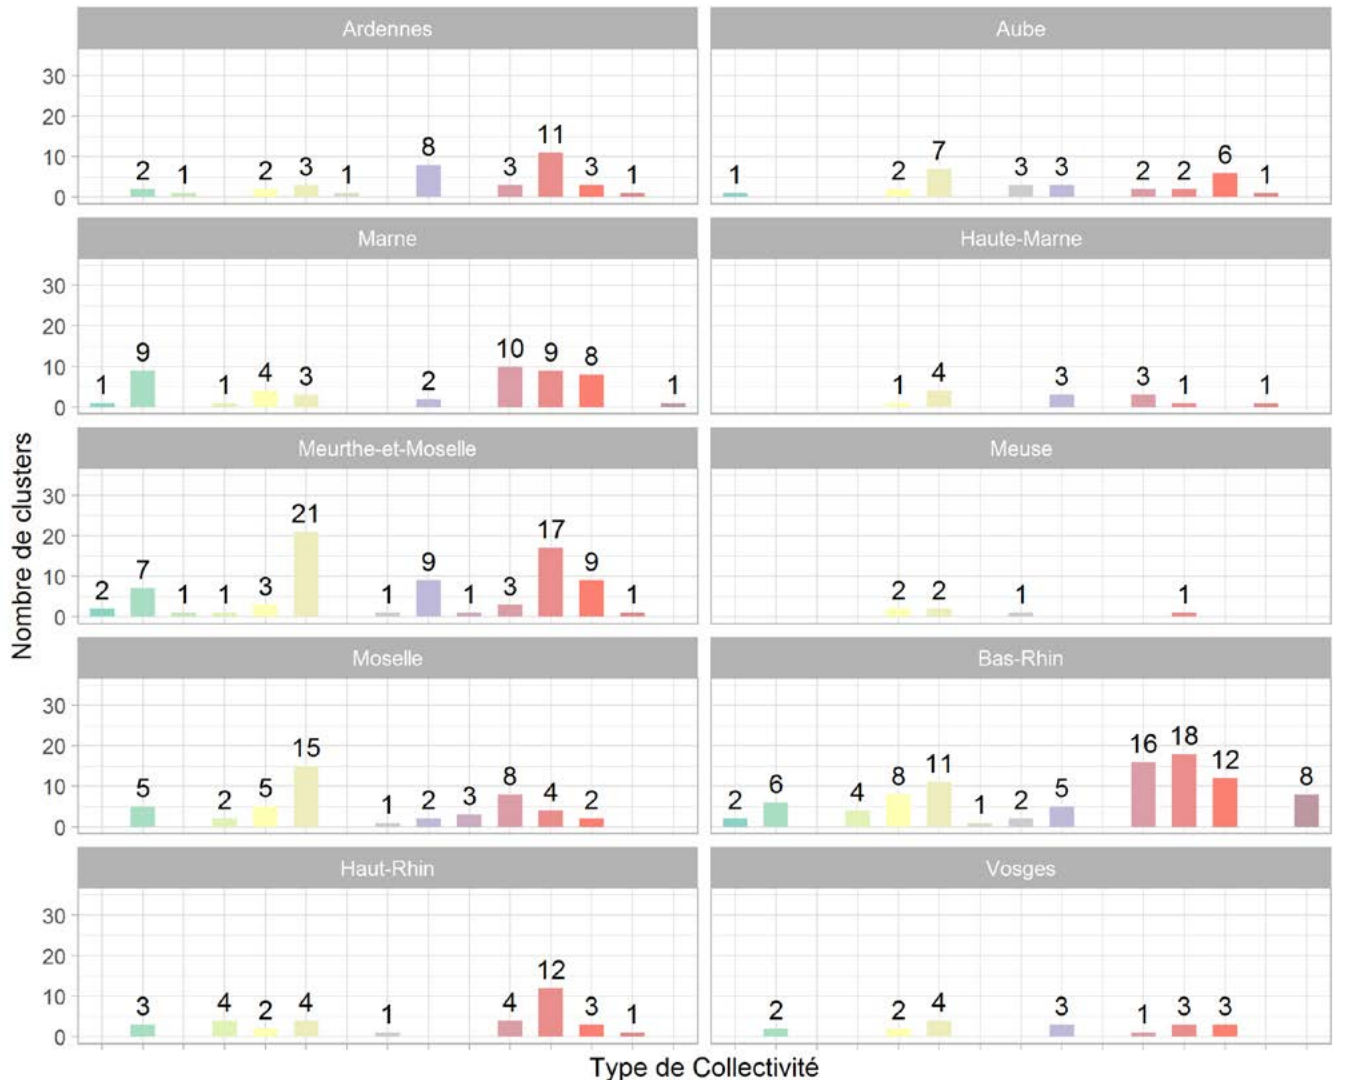 Ardennes
Aube
30
20
10
0
2 1 2 3 1 8 3 11 3 1
1 2 7 3 3 2 2 6 1
Marne
Haute-Marne
30
20
10
0
1 9 1 4 3 2 10 9 8 1
1 4 3 3 1 1
Meurthe-et-Moselle
Meuse
30
20
10
0
2 7 1 1 3 21 1 9 1 3 17 9 1
2 2 1 1
Moselle
Bas-Rhin
30
20
10
0
5 2 5 15 1 2 3 8 4 2
2 6 4 8 11 1 2 5 16 18 12 8
Haut-Rhin
Vosges
30
20
10
0
3 4 2 4 1 4 12 3 1
2 2 4 3 1 3 3
Nombre de clusters
Type de Collectivité